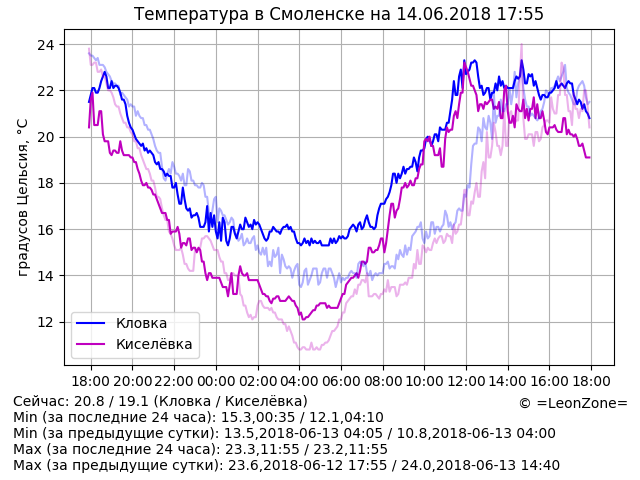 Температура в Смоленске на 14.06.2018 17:55
градусов Цельсия, °C
24
22
20
18
16
14
12
Кловка
Киселёвка
18:00 20:00 22:00 00:00 02:00 04:00 06:00 08:00 10:00 12:00 14:00 16:00 18:00
Сейчас: 20.8 / 19.1 (Кловка / Киселёвка)
© =LeonZone=
Min (за последние 24 часа): 15.3,00:35 / 12.1,04:10
Min (за предыдущие сутки): 13.5,2018-06-13 04:05 / 10.8,2018-06-13 04:00
Max (за последние 24 часа): 23.3,11:55 / 23.2,11:55
Max (за предыдущие сутки): 23.6,2018-06-12 17:55 / 24.0,2018-06-13 14:40